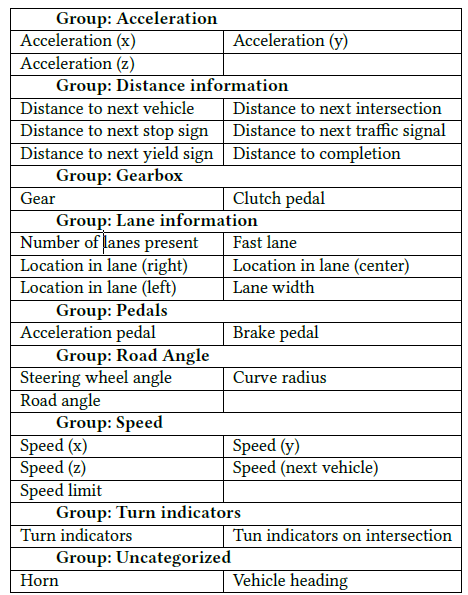 Group: Acceleration
Acceleration (x) Acceleration (y)
Acceleration (z)
Group: Distance information
Distance to next vehicle Distance to next intersection
Distance to next stop sign Distance to next traffic signal
Distance to next yield sign Distance to completion
Group: Gearbox
Gear Clutch pedal
Group: Lane information
Number of lanes present Fast lane
Location in lane (right) Location in lane (center)
Location in lane (left) Lane width
Group: Pedals
Acceleration pedal Brake pedal
Group: Road Angle
Steering wheel angle Curve radius
Road angle
Group: Speed
Speed (x) Speed (y)
Speed (z) Speed (next vehicle)
Speed limit
Group: Turn indicators
Turn indicators Tun indicators on intersection
Group: Uncategorized
Horn Vehicle heading